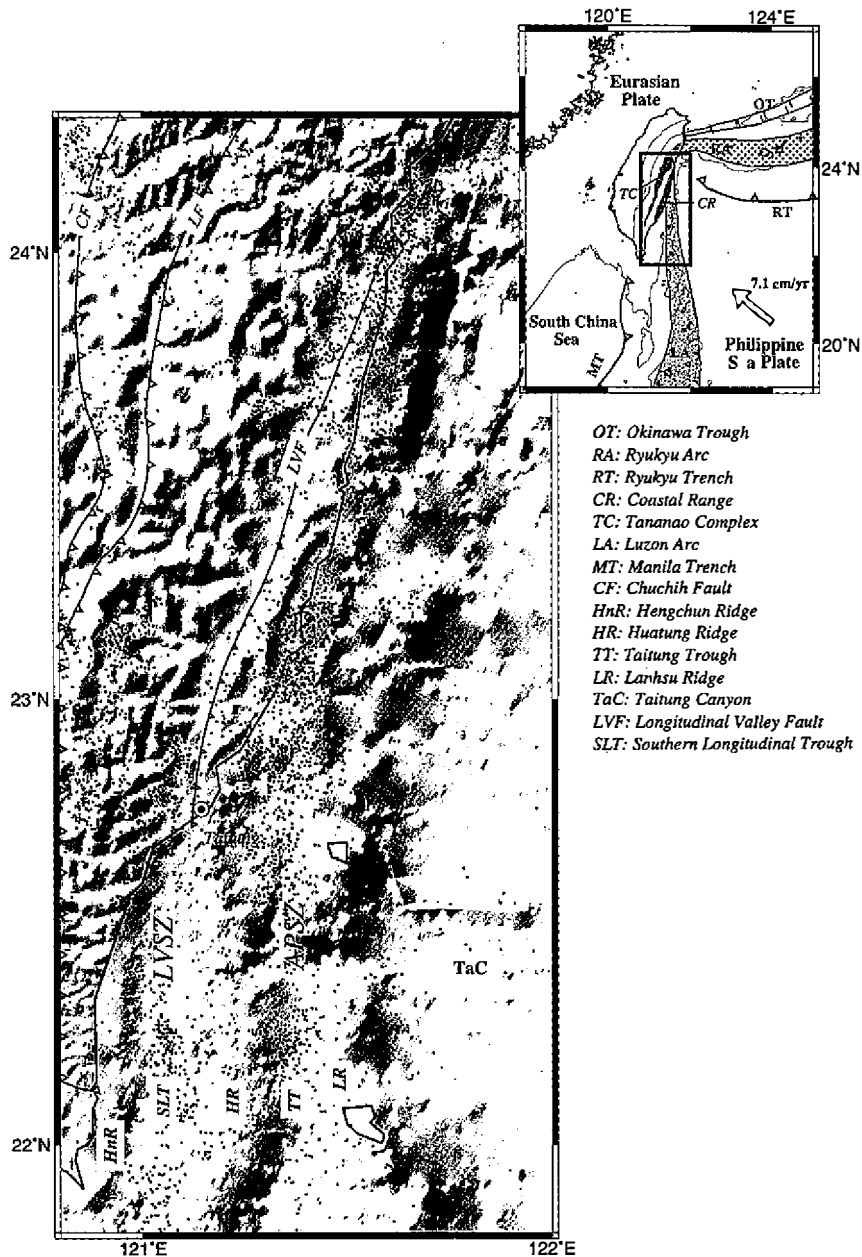 120°E 124°E
Eurasian
Plate
OT
24°N
TC
CR
RT
7.1 cm/yr
South China
Sea
Philippine
S a Plate
20°N
MT
CF
LF
24°N
LVF
23°N
LVSZ
APSZ
TaC
SLT
HR
TT
LR
HnR
22°N
121°E
122°E
OT: Okinawa Trough
RA: Ryukyu Arc
RT: Ryukyu Trench
CR: Coastal Range
TC: Tananao Complex
LA: Luzon Arc
MT: Manila Trench
CF: Chuchih Fault
HnR: Hengchun Ridge
HR: Huatung Ridge
TT: Taitung Trough
LR: Lanhsu Ridge
TaC: Taitung Canyon
LVF: Longitudinal Valley Fault
SLT: Southern Longitudinal Trough